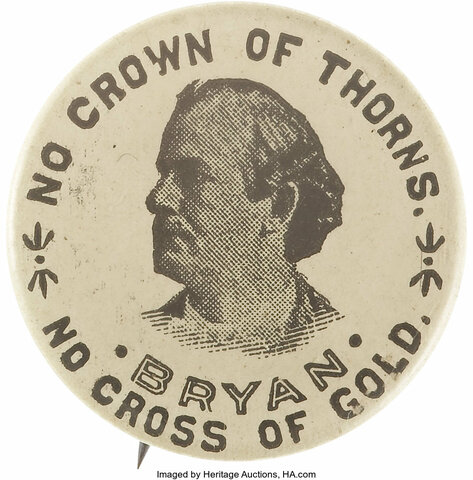 NO CROWN OF THORNS.
BRYAN
NO CROSS OF GOLD.
Imaged by Heritage Auctions, HA.com